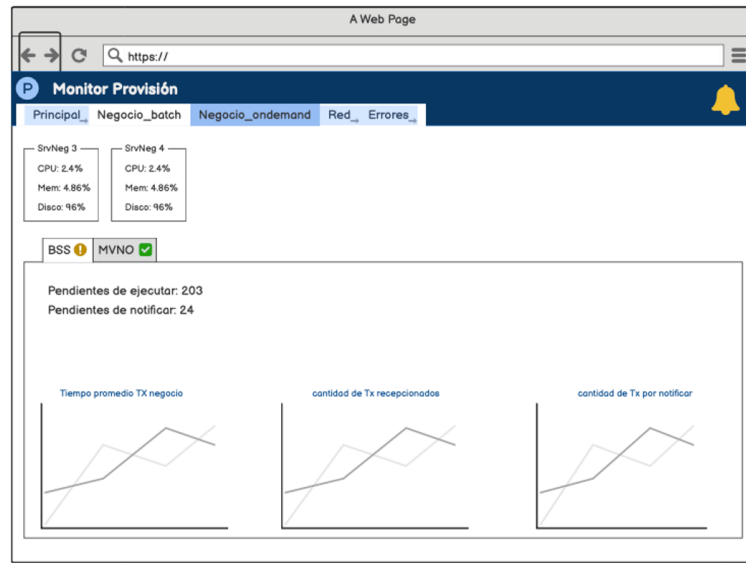 A Web Page
https://
P Monitor Provisión
Principal Negocio_batch Negocio_ondemand Red Errores
SrvNeg 3 SrvNeg 4
CPU: 2.4% CPU: 2.4%
Mem: 4.86% Mem: 4.86%
Disco: 96% Disco: 96%
BSS MVNO
Pendientes de ejecutar: 203
Pendientes de notificar: 24
Tiempo promedio TX negocio cantidad de Tx recepcionados cantidad de Tx por notificar